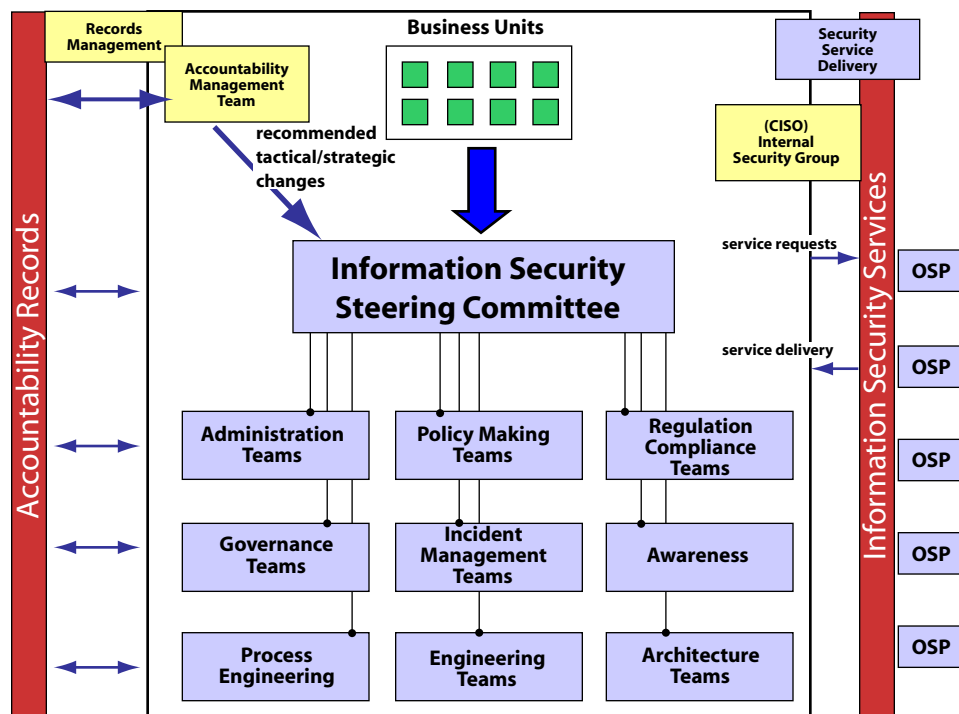 Records
Management
Accountability
Management
Team
Business Units
Security
Service
Delivery
(CISO)
Internal
Security Group
recommended
tactical/strategic
changes
Accountability Records
Information Security
Steering Committee
service requests
service delivery
Information Security Services
OSP
OSP
OSP
OSP
OSP
Administration
Teams
Policy Making
Teams
Regulation
Compliance
Teams
Governance
Teams
Incident
Management
Teams
Awareness
Process
Engineering
Engineering
Teams
Architecture
Teams